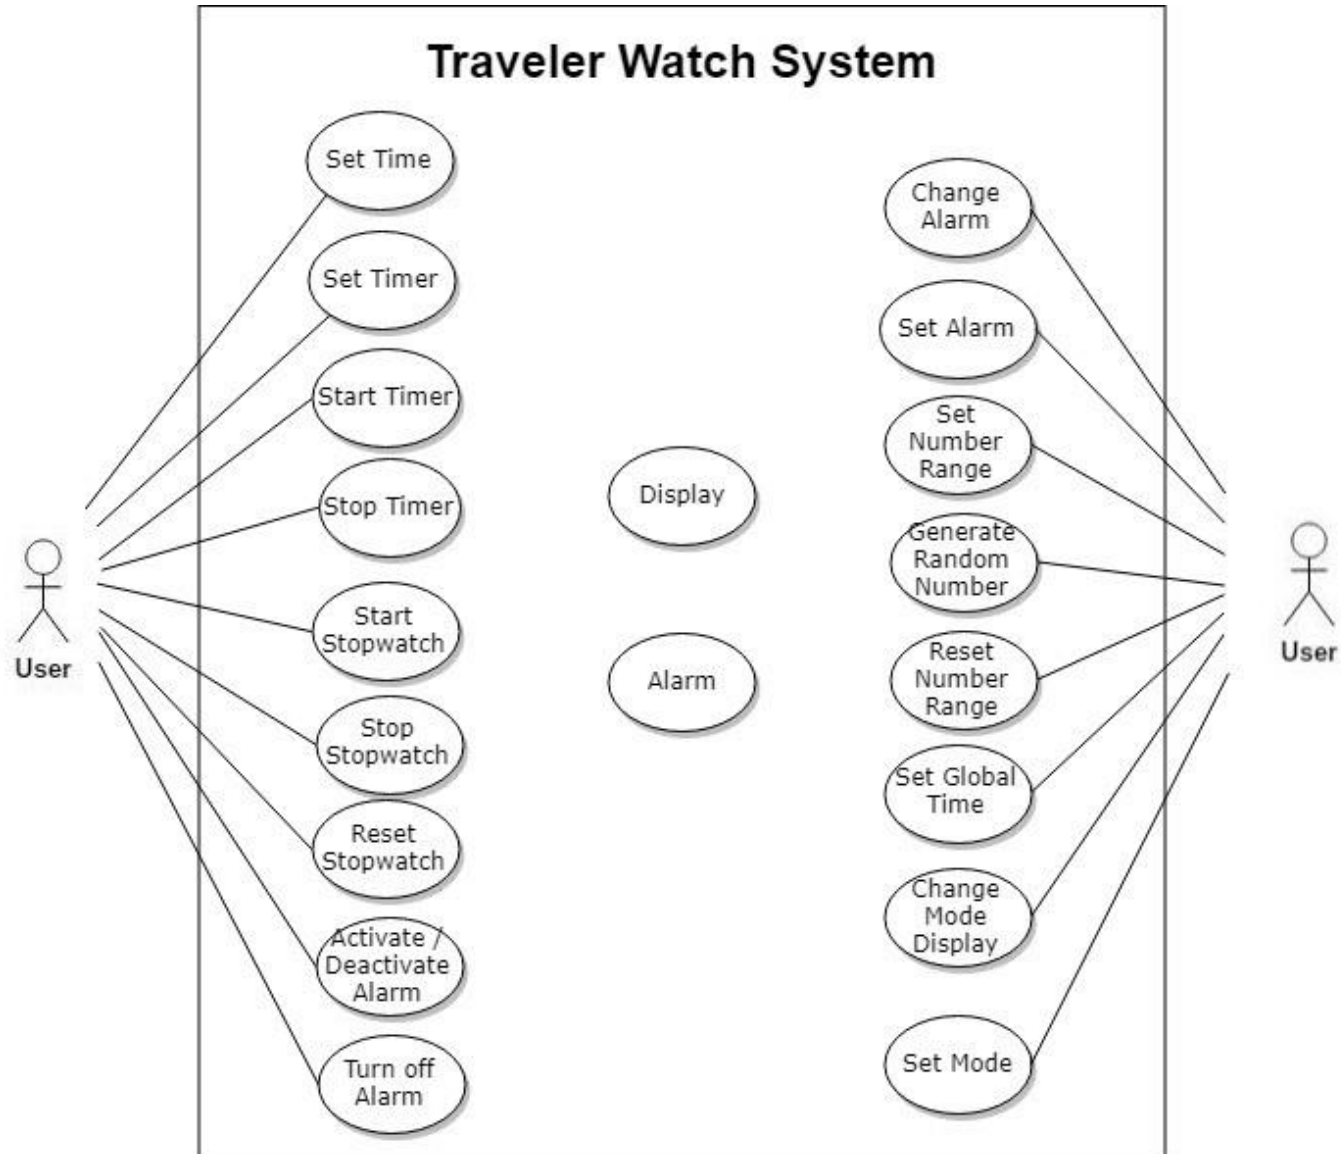 Traveler Watch System
Set Time
Set Timer
Start Timer
Stop Timer
Start
Stopwatch
Stop
Stopwatch
Reset
Stopwatch
Activate /
Deactivate
Alarm
Turn off
Alarm
User
Display
Alarm
Change
Alarm
Set Alarm
Set
Number
Range
Generate
Random
Number
Reset
Number
Range
Set Global
Time
Change
Mode
Display
Set Mode
User